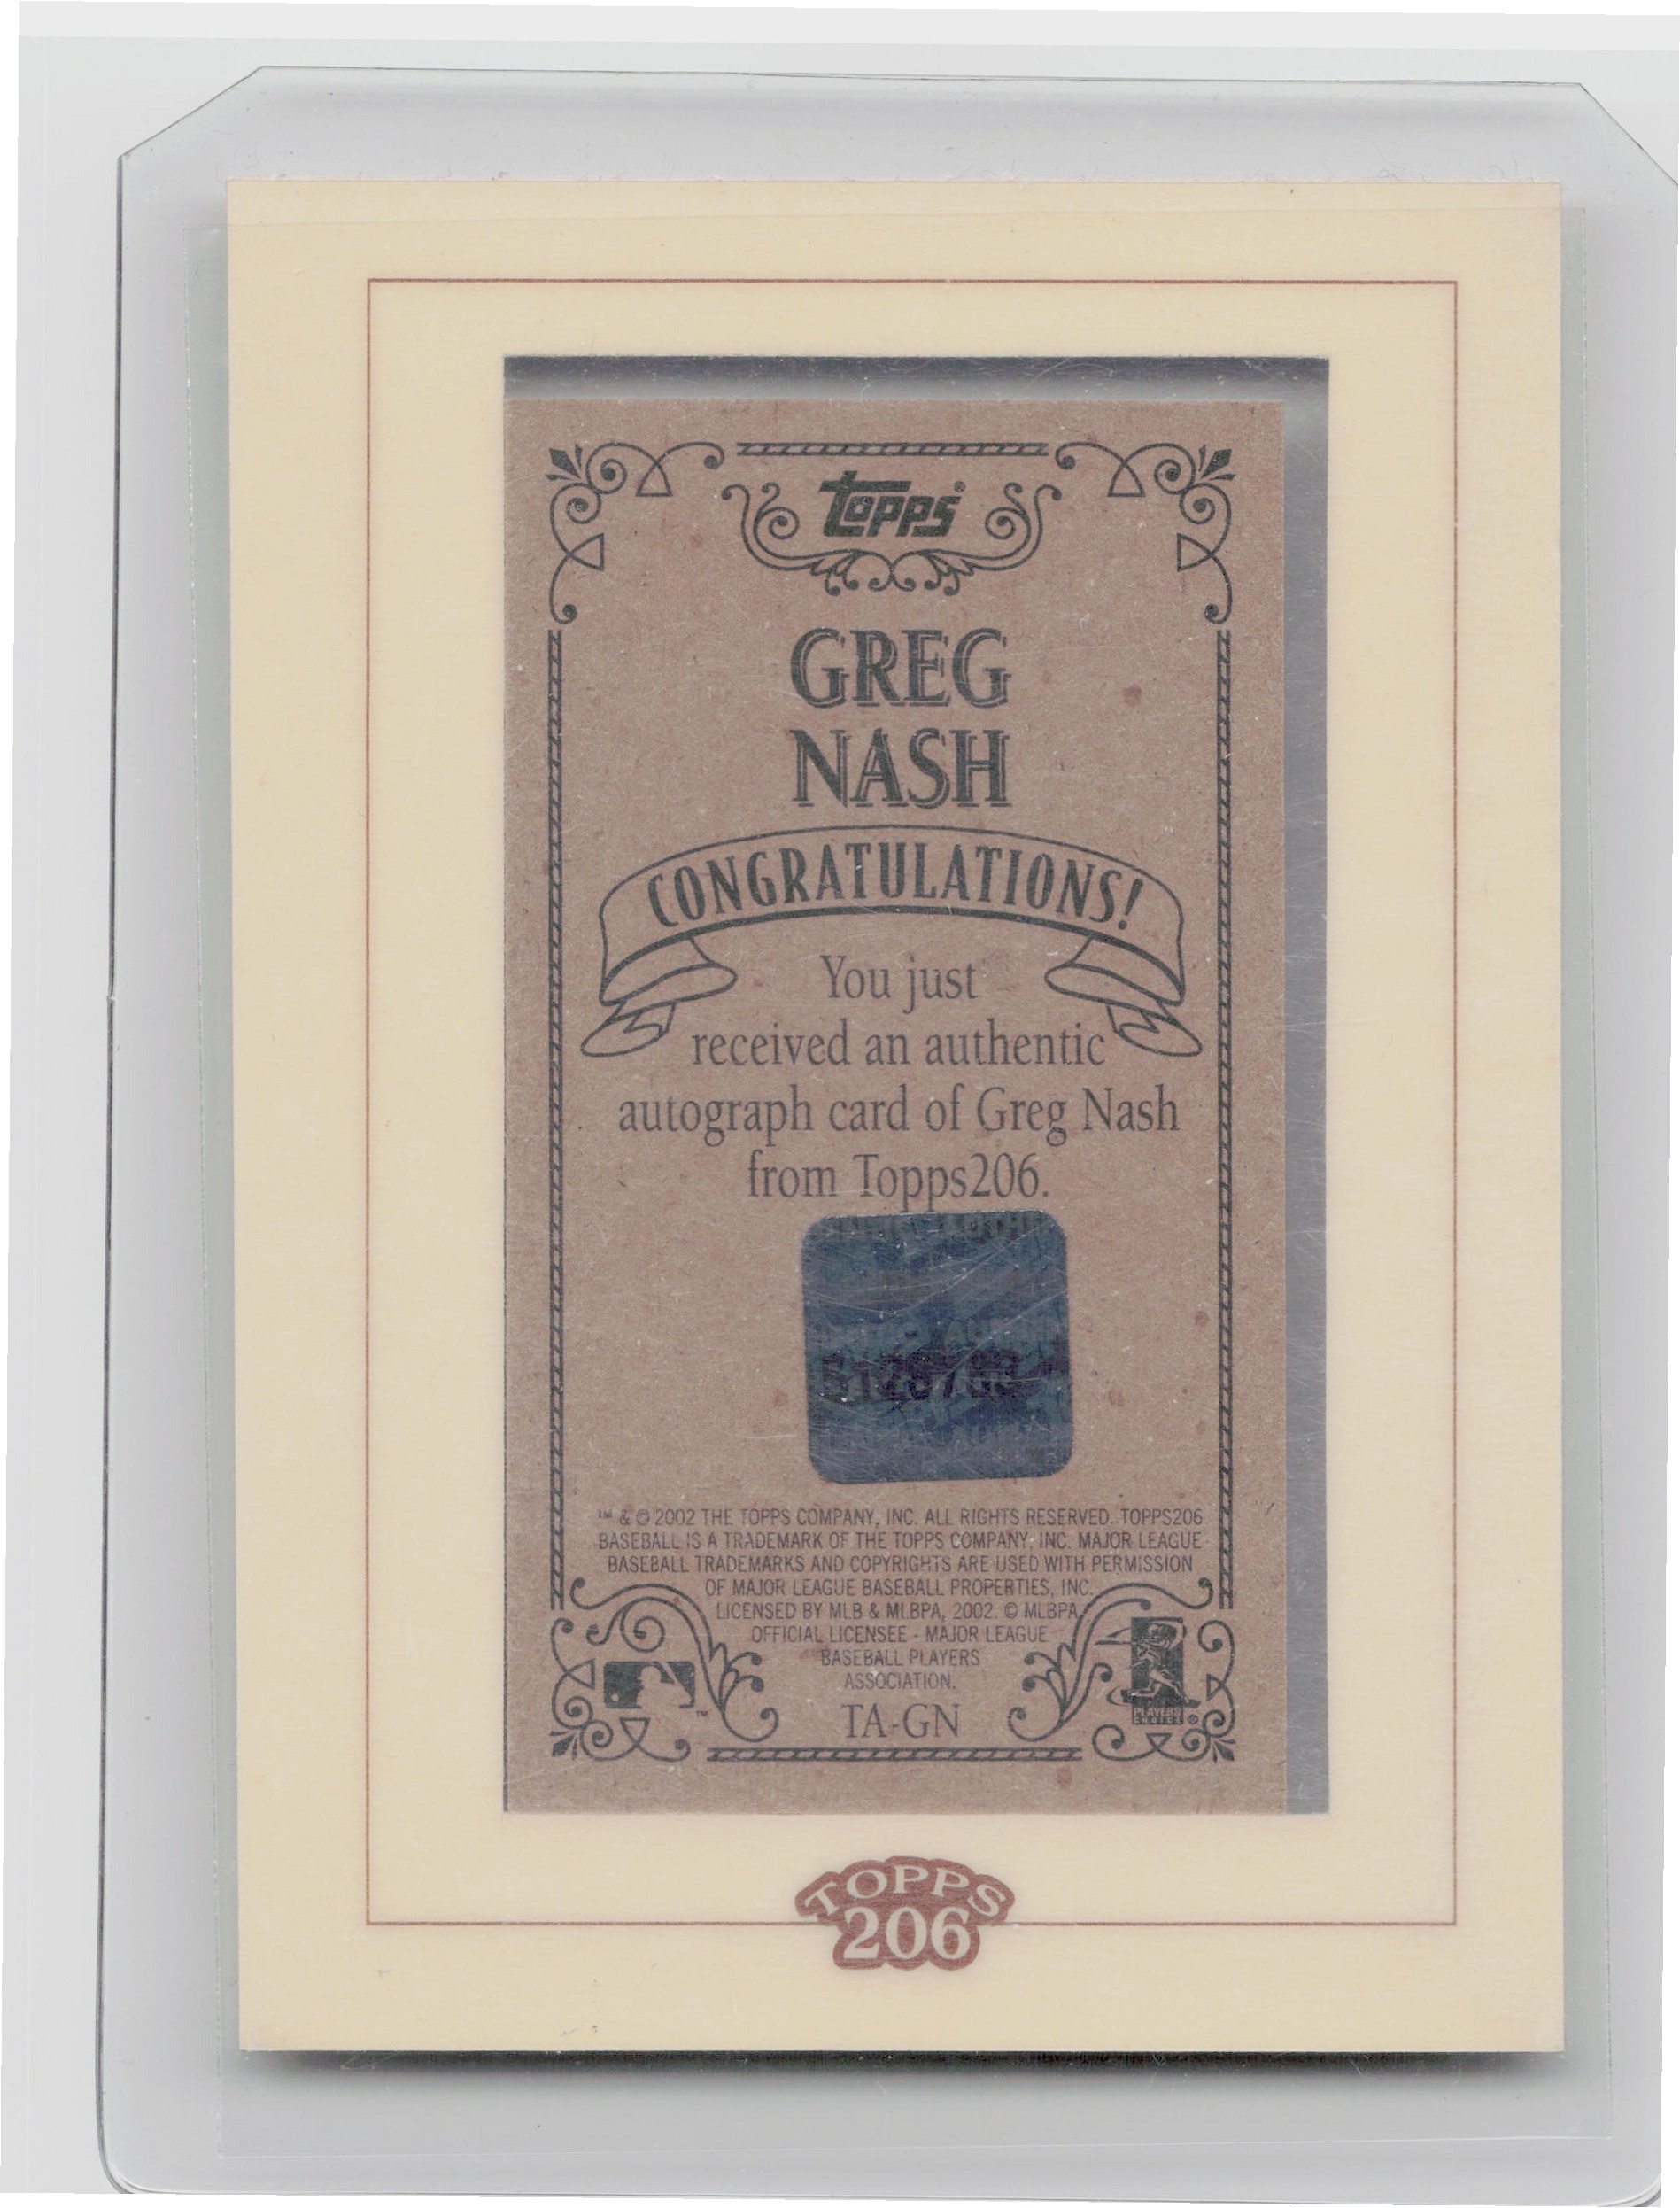 Topps®
GREG
NASH
CONGRATULATIONS!
You just
received an authentic
autograph card of Greg Nash
from Topps206.
™ & © 2002 THE TOPPS COMPANY, INC. ALL RIGHTS RESERVED. TOPPS206
BASEBALL IS A TRADEMARK OF THE TOPPS COMPANY, INC. MAJOR LEAGUE
BASEBALL TRADEMARKS AND COPYRIGHTS ARE USED WITH PERMISSION
OF MAJOR LEAGUE BASEBALL PROPERTIES, INC.
LICENSED BY MLB & MLBPA, 2002. © MLBPA
OFFICIAL LICENSEE - MAJOR LEAGUE
BASEBALL PLAYERS
ASSOCIATION.
™
PLAYERS
CHOICE ®
TA-GN
TOPPS
206